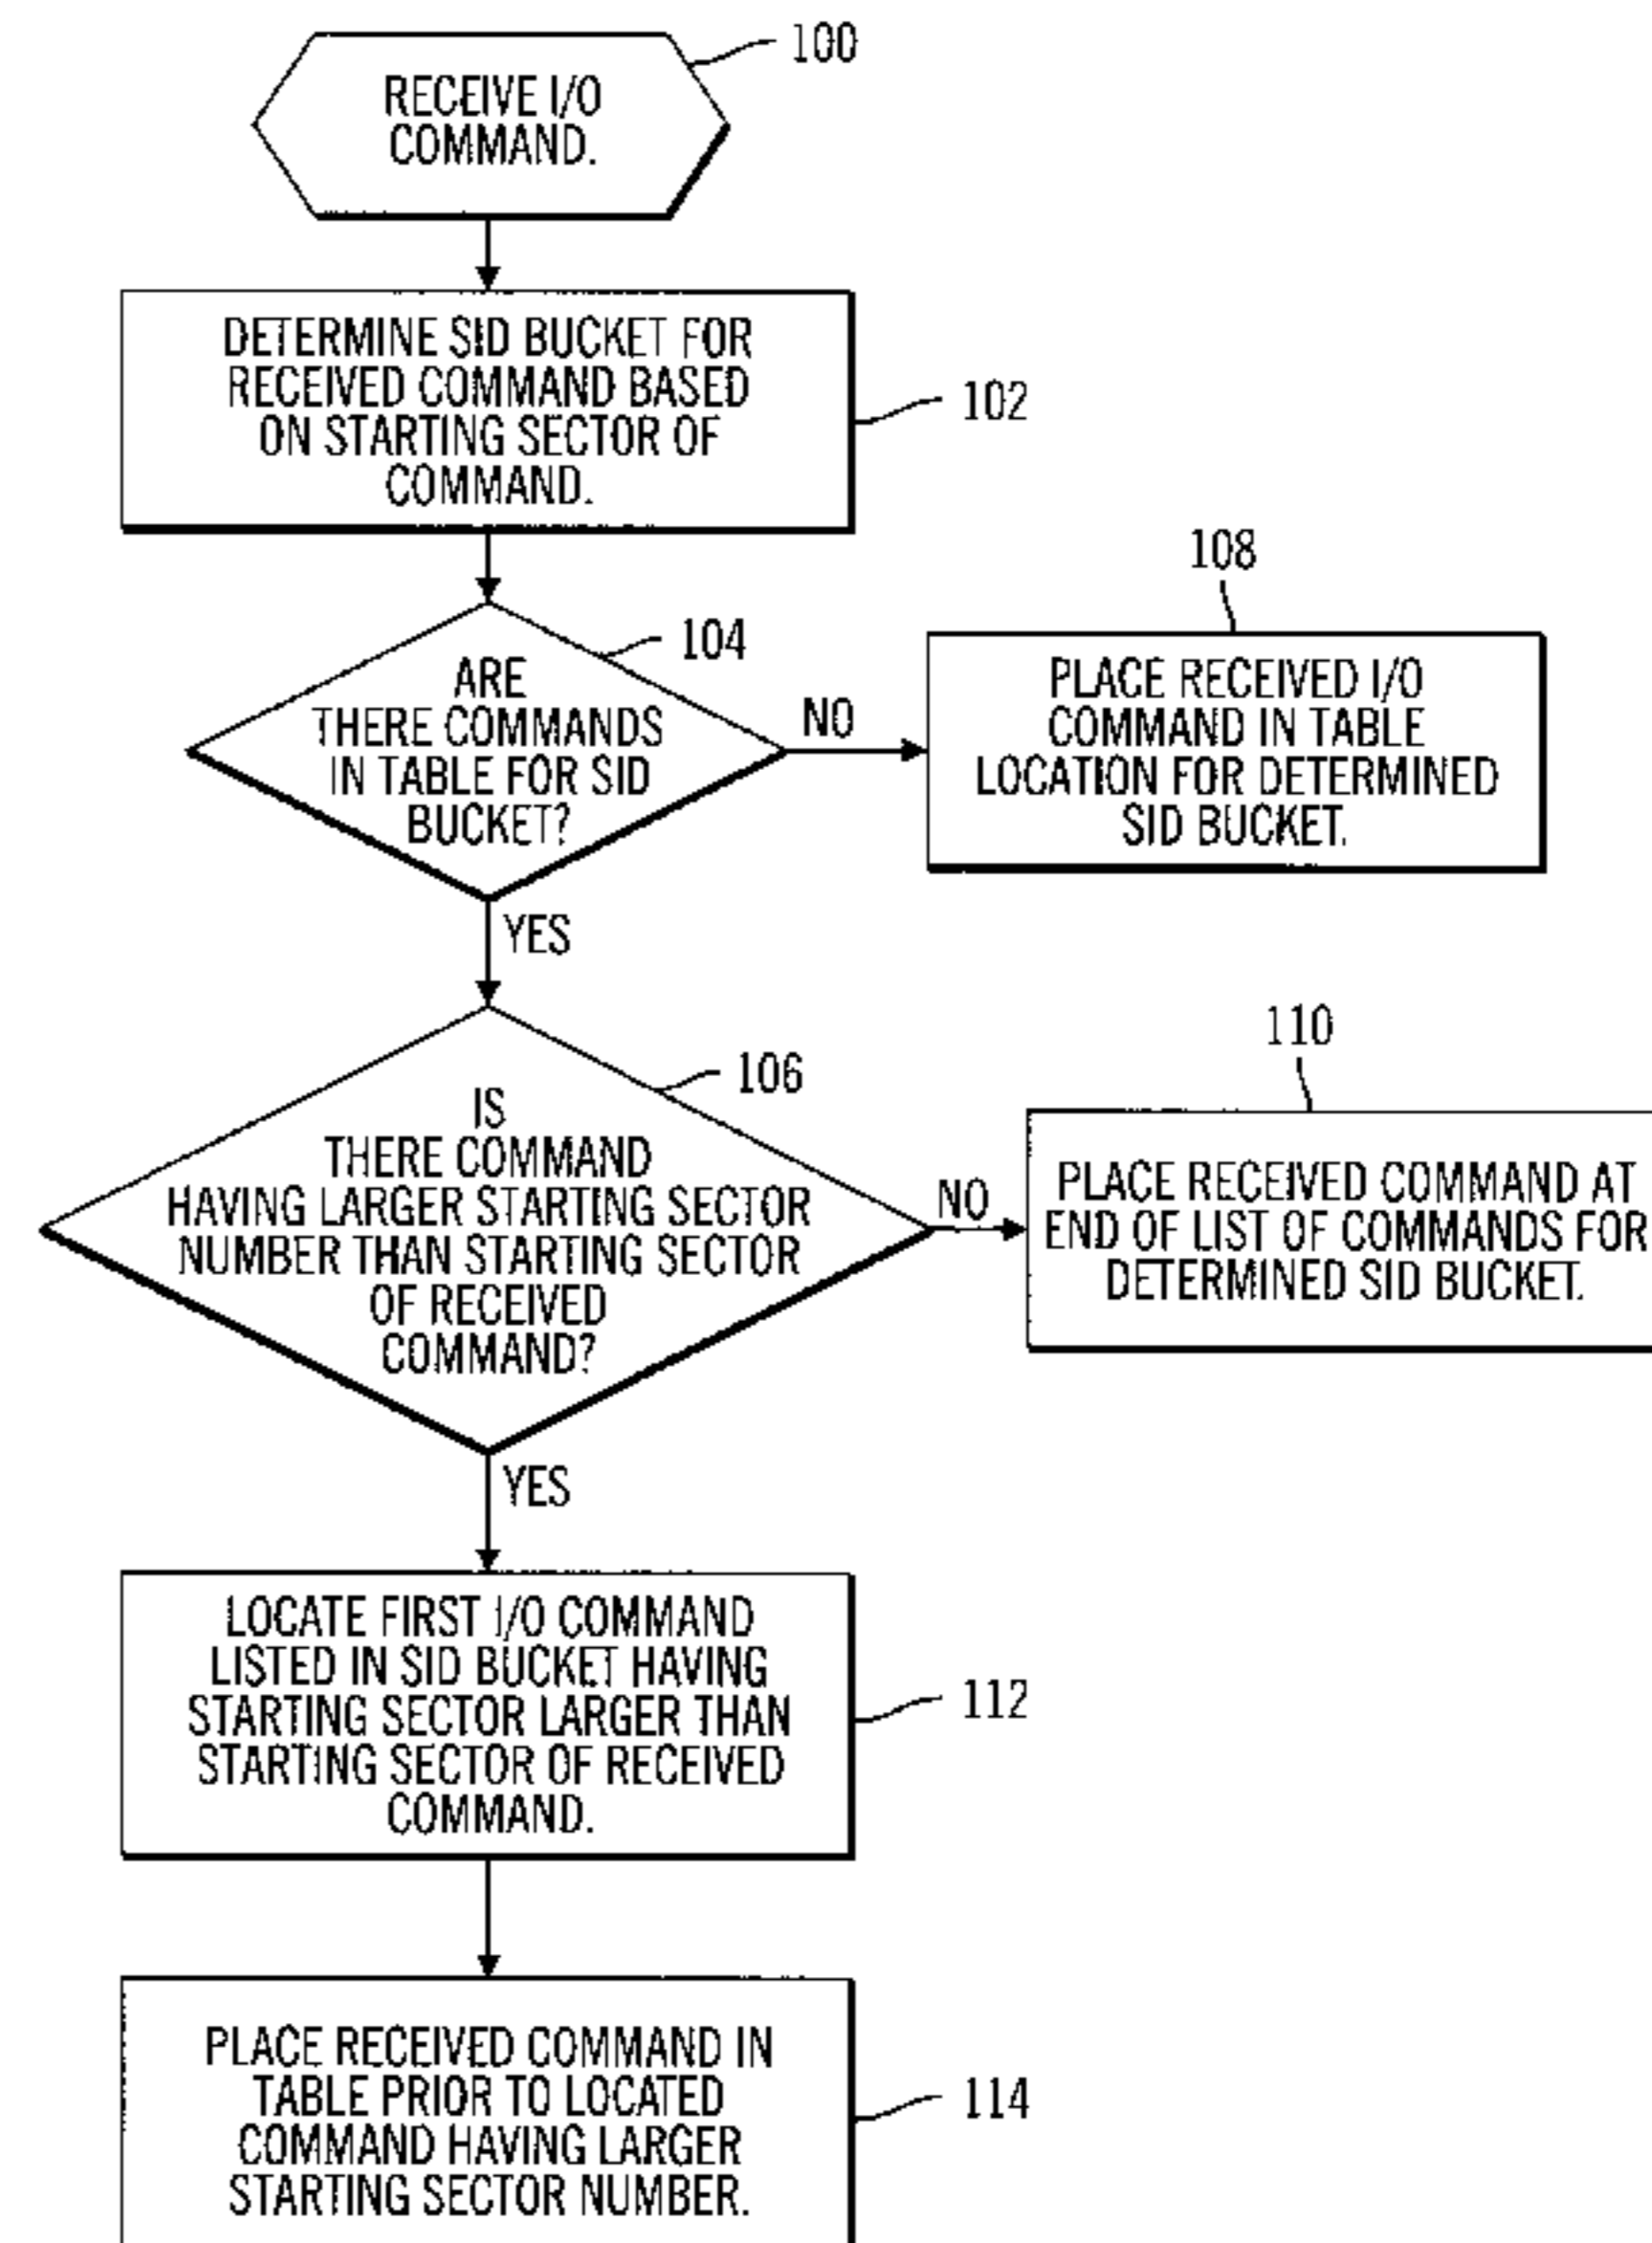 100
RECEIVE I/O
COMMAND.
DETERMINE SID BUCKET FOR
RECEIVED COMMAND BASED
ON STARTING SECTOR OF
COMMAND.
102
104
ARE
THERE COMMANDS
IN TABLE FOR SID
BUCKET?
NO
108
PLACE RECEIVED I/O
COMMAND IN TABLE
LOCATION FOR DETERMINED
SID BUCKET.
YES
106
IS
THERE COMMAND
HAVING LARGER STARTING SECTOR
NUMBER THAN STARTING SECTOR
OF RECEIVED
COMMAND?
NO
110
PLACE RECEIVED COMMAND AT
END OF LIST OF COMMANDS FOR
DETERMINED SID BUCKET.
YES
LOCATE FIRST I/O COMMAND
LISTED IN SID BUCKET HAVING
STARTING SECTOR LARGER THAN
STARTING SECTOR OF RECEIVED
COMMAND.
112
PLACE RECEIVED COMMAND IN
TABLE PRIOR TO LOCATED
COMMAND HAVING LARGER
STARTING SECTOR NUMBER.
114